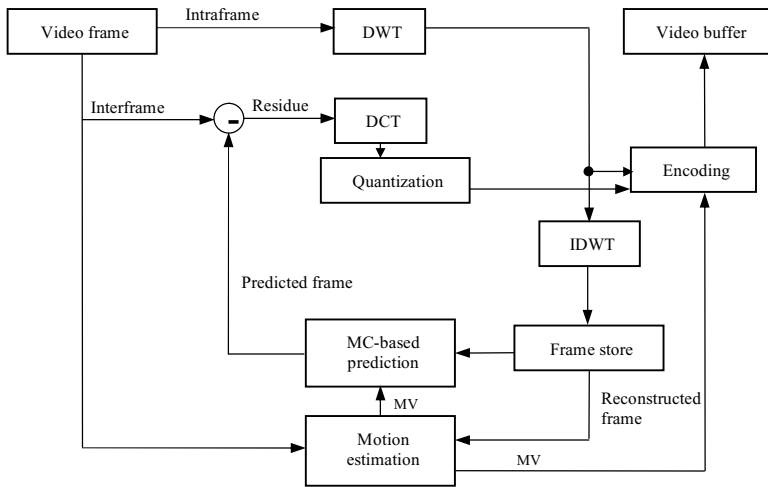 Video frame
Intraframe
DWT
Video buffer
Interframe
-
Residue
DCT
Quantization
Encoding
IDWT
Predicted frame
MC-based
prediction
Frame store
MV
Reconstructed
frame
Motion
estimation
MV